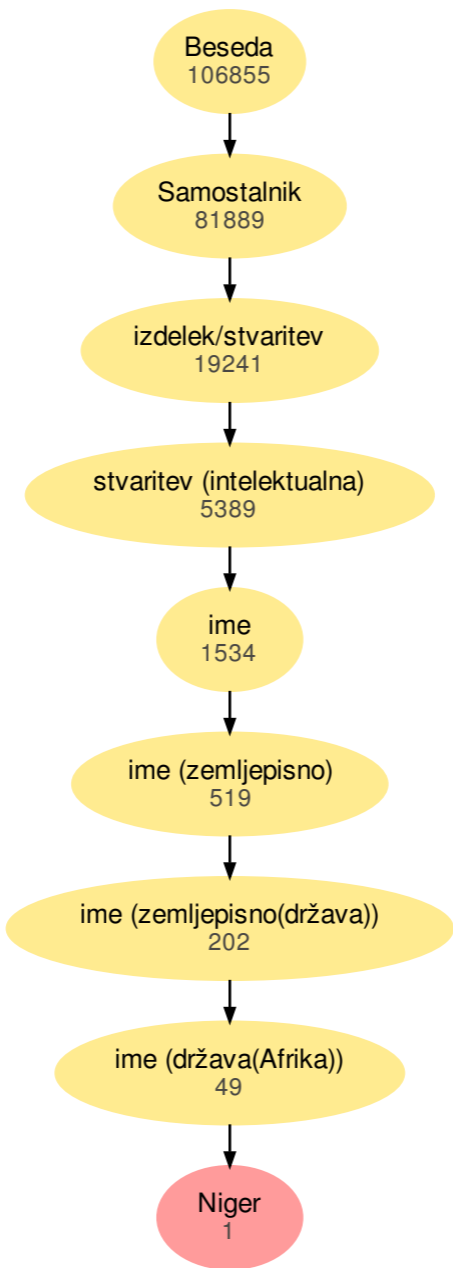 Beseda
106855
Samostalnik
81889
izdelek/stvaritev
19241
stvaritev (intelektualna)
5389
ime
1534
ime (zemljepisno)
519
ime (zemljepisno(država))
202
ime (država(Afrika))
49
Niger
1